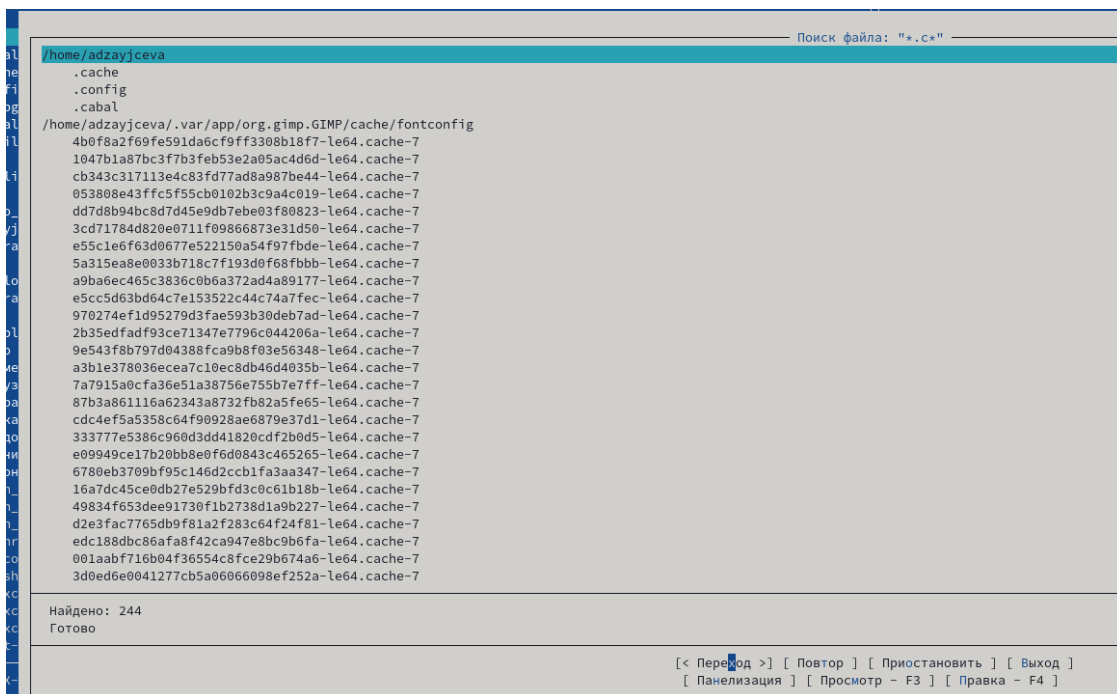 Поиск файла: "*.c*"
/home/adzayjceva
.cache
.config
.cabal
/home/adzayjceva/.var/app/org.gimp.GIMP/cache/fontconfig
4b0f8a2f69fe591da6cf9ff3308b18f7-le64.cache-7
1047b1a87bc3f7b3feb53e2a05ac4d6d-le64.cache-7
cb343c317113e4c83fd77ad8a987be44-le64.cache-7
053808e43ffc5f55cb0102b3c9a4c019-le64.cache-7
dd7d8b94bc8d7d45e9db7ebe03f80823-le64.cache-7
3cd71784d820e0711f09866873e31d50-le64.cache-7
e55c1e6f63d0677e522150a54f97fbde-le64.cache-7
5a315ea8e0033b718c7f193d0f68fbbb-le64.cache-7
a9ba6ec465c3836c0b6a372ad4a89177-le64.cache-7
e5cc5d63bd64c7e153522c44c74a7fec-le64.cache-7
970274ef1d95279d3fae593b30deb7ad-le64.cache-7
2b35edfadf93ce71347e7796c044206a-le64.cache-7
9e543f8b797d04388fca9b8f03e56348-le64.cache-7
a3b1e378036ecea7c10ec8db46d4035b-le64.cache-7
7a7915a0cfa36e51a38756e755b7e7ff-le64.cache-7
87b3a861116a62343a8732fb82a5fe65-le64.cache-7
cdc4ef5a5358c64f90928ae6879e37d1-le64.cache-7
333777e5386c960d3dd41820cdf2b0d5-le64.cache-7
e09949ce17b20bb8e0f6d0843c465265-le64.cache-7
6780eb3709bf95c146d2ccb1fa3aa347-le64.cache-7
16a7dc45ce0db27e529bfd3c0c61b18b-le64.cache-7
49834f653dee91730f1b2738d1a9b227-le64.cache-7
d2e3fac7765db9f81a2f283c64f24f81-le64.cache-7
edc188dbc86afa8f42ca947e8bc9b6fa-le64.cache-7
001aabf716b04f36554c8fce29b674a6-le64.cache-7
3d0ed6e0041277cb5a06066098ef252a-le64.cache-7
Найдено: 244
Готово
[< Переход >] [ Повтор ] [ Приостановить ] [ Выход ]
[ Панелизация ] [ Просмотр - F3 ] [ Правка - F4 ]